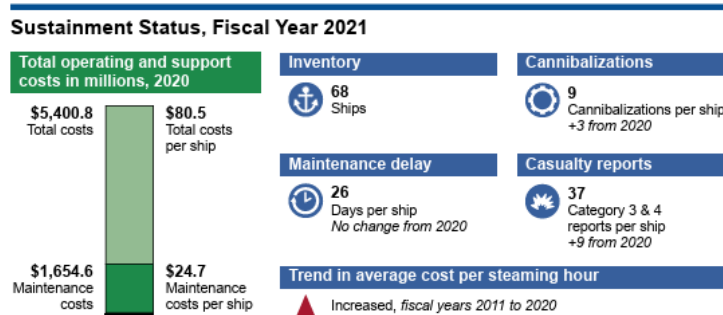 Sustainment Status, Fiscal Year 2021
Total operating and support
costs in millions, 2020
$5,400.8
Total costs
$80.5
Total costs
per ship
$1,654.6
Maintenance
costs
$24.7
Maintenance
costs per ship
Inventory
68
Ships
Cannibalizations
9
Cannibalizations per ship
+3 from 2020
Maintenance delay
26
Days per ship
No change from 2020
Casualty reports
37
Category 3 & 4
reports per ship
+9 from 2020
Trend in average cost per steaming hour
Increased, fiscal years 2011 to 2020